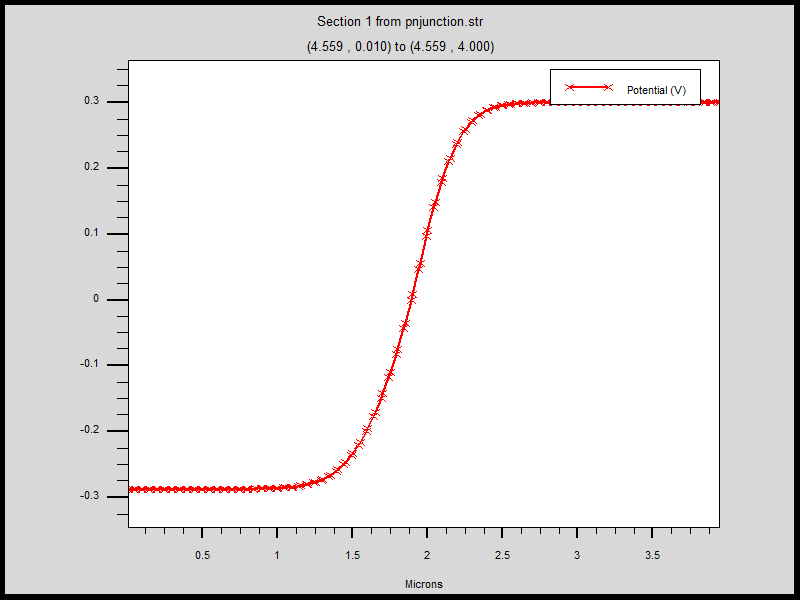 Section 1 from pnjunction.str
(4.559 , 0.010) to (4.559 , 4.000)
Potential (V)
0.3
0.2
0.1
0
-0.1
-0.2
-0.3
0.5 1 1.5 2 2.5 3 3.5
Microns